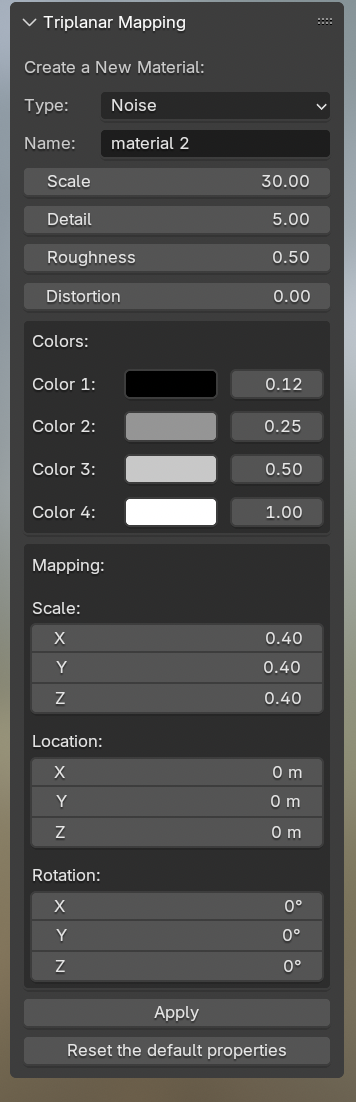 Triplanar Mapping
Create a New Material:
Type: Noise
Name: material 2
Scale 30.00
Detail 5.00
Roughness 0.50
Distortion 0.00
Colors:
Color 1: 0.12
Color 2: 0.25
Color 3: 0.50
Color 4: 1.00
Mapping:
Scale:
X 0.40
Y 0.40
Z 0.40
Location:
X 0 m
Y 0 m
Z 0 m
Rotation:
X 0°
Y 0°
Z 0°
Apply
Reset the default properties